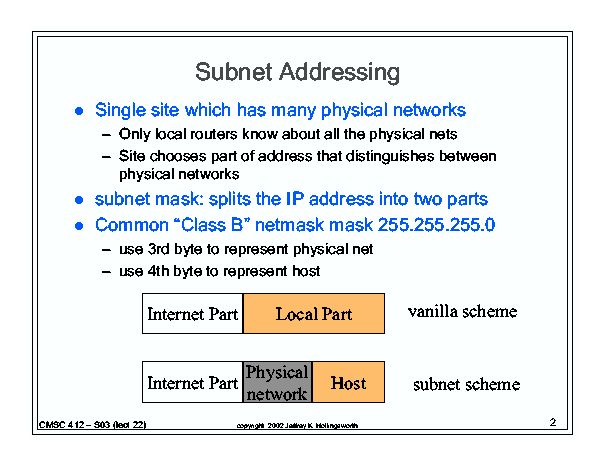 Subnet Addressing
● Single site which has many physical networks
– Only local routers know about all the physical nets
– Site chooses part of address that distinguishes between
physical networks
● subnet mask: splits the IP address into two parts
● Common “Class B” netmask mask 255.255.255.0
– use 3rd byte to represent physical net
– use 4th byte to represent host
Internet Part Local Part vanilla scheme
Physical
Internet Part network Host subnet scheme
CMSC 412 – S03 (lect 22) copyright 2002 Jeffrey K. Hollingsworth 2